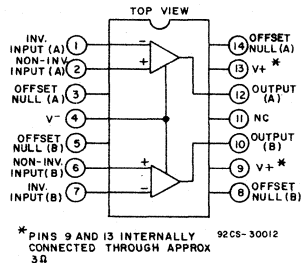 TOP VIEW
INV.
INPUT (A)
1
NON-INV.
INPUT (A)
2
OFFSET
NULL (A)
3
V-
4
OFFSET
NULL (B)
5
NON-INV.
INPUT(B)
6
INV.
INPUT (B)
7
-
+
+
-
14
OFFSET
NULL (A)
13
V+ *
12
OUTPUT
(A)
11
NC
10
OUTPUT
(B)
9
V+ *
8
OFFSET
NULL(B)
* PINS 9 AND 13 INTERNALLY
CONNECTED THROUGH APPROX
3Ω
92CS-30012